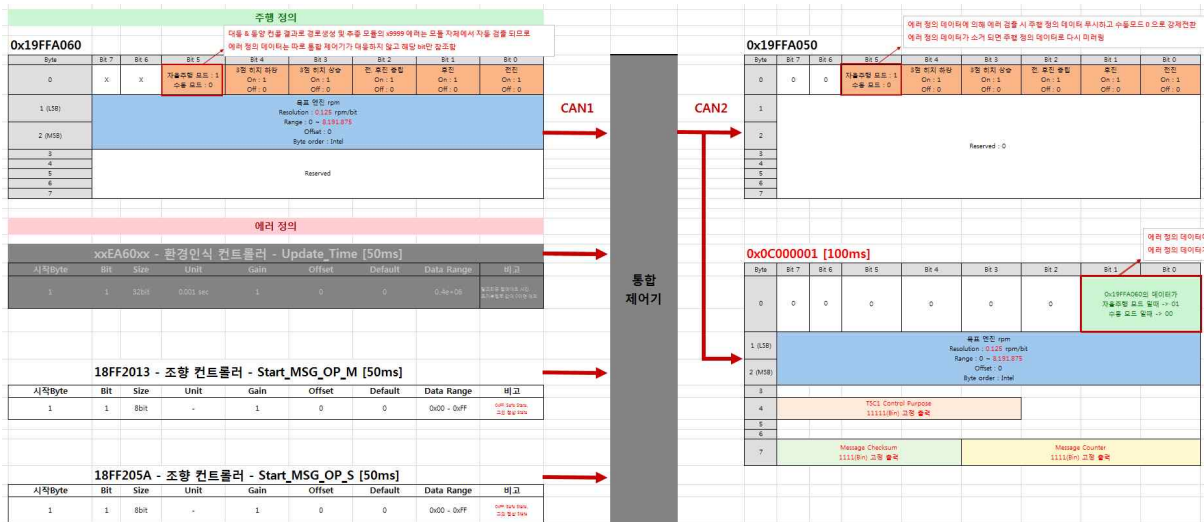 주행 정의
대동 & 동양 컨콜 결과로 경로생성 및 추종 모듈의 x9999 에러는 모듈 자체에서 자동 검출 되므로
에러 정의 데이터는 따로 통합 제어기가 대응하지 않고 해당 bit만 참조함
0x19FFA060
Byte Bit 7 Bit 6 Bit 5 Bit 4 Bit 3 Bit 2 Bit 1 Bit 0
0 X X 자율주행 모드 : 1 3점 히치 하강 3점 히치 상승 전, 후진 중립 후진 전진
수동 모드 : 0 On : 1 On : 1 On : 1 On : 1 On : 1
Off : 0 Off : 0 Off : 0 Off : 0 Off : 0
1 (LSB)
2 (MSB)
목표 엔진 rpm
Resolution : 0.125 rpm/bit
Range : 0 ~ 8,191.875
Offset : 0
Byte order : Intel
3
4
5
6
7
Reserved
에러 정의
xxEA60xx - 환경인식 컨트롤러 - Update_Time [50ms]
시작Byte Bit Size Unit Gain Offset Default Data Range 비고
1 1 32bit 0.001 sec 1 0 0 0.4e+08
18FF2013 - 조향 컨트롤러 - Start_MSG_OP_M [50ms]
시작Byte Bit Size Unit Gain Offset Default Data Range 비고
1 1 8bit - 1 0 0 0x00 - 0xFF
18FF205A - 조향 컨트롤러 - Start_MSG_OP_S [50ms]
시작Byte Bit Size Unit Gain Offset Default Data Range 비고
1 1 8bit - 1 0 0 0x00 - 0xFF
CAN1
통합
제어기
CAN2
에러 정의 데이터에 의해 에러 검출 시 주행 정의 데이터 무시하고 수동모드 0 으로 강제전환
에러 정의 데이터가 소거 되면 주행 정의 데이터로 다시 미러링
0x19FFA050
Byte Bit 7 Bit 6 Bit 5 Bit 4 Bit 3 Bit 2 Bit 1 Bit 0
0 0 0 자율주행 모드 : 1 3점 히치 하강 3점 히치 상승 전, 후진 중립 후진 전진
수동 모드 : 0 On : 1 On : 1 On : 1 On : 1 On : 1
Off : 0 Off : 0 Off : 0 Off : 0 Off : 0
1
2
3
4
5
6
7
Reserved : 0
에러 정의 데이터에
에러 정의 데이터가
0x0C000001 [100ms]
Byte Bit 7 Bit 6 Bit 5 Bit 4 Bit 3 Bit 2 Bit 1 Bit 0
0 0 0 0 0 0 0 0x19FFA060의 데이터가
자율주행 모드 일때 -> 01
수동 모드 일때 -> 00
1 (LSB)
2 (MSB)
목표 엔진 rpm
Resolution : 0.125 rpm/bit
Range : 0 ~ 8,191.875
Offset : 0
Byte order : Intel
3
4 TSC1 Control Purpose
11111(Bin) 고정 출력
5
6
7 Message Checksum Message Counter
1111(Bin) 고정 출력 1111(Bin) 고정 출력